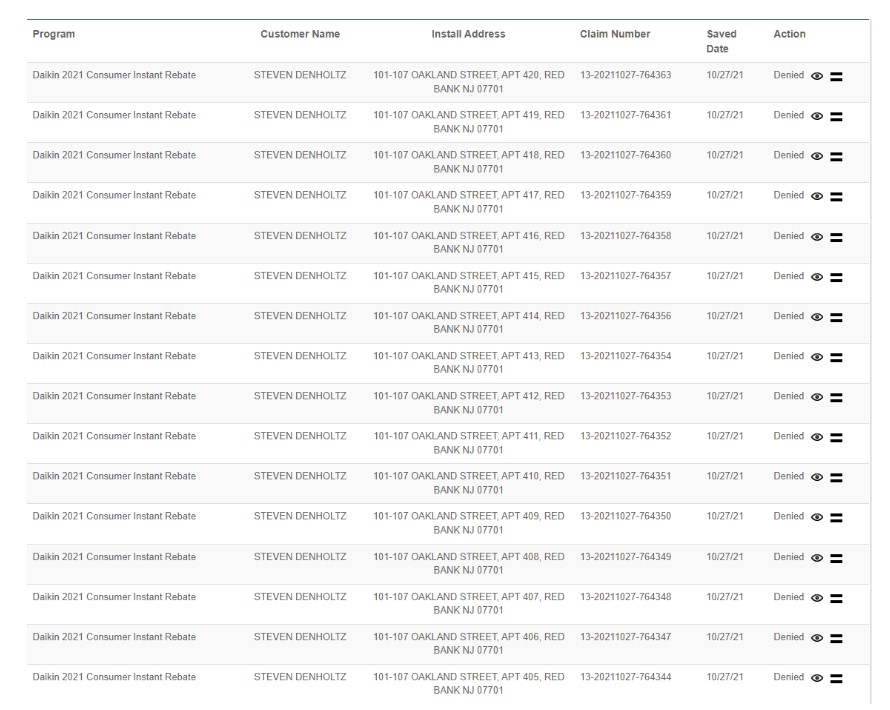 Program Customer Name Install Address Claim Number Saved Action
Date
Daikin 2021 Consumer Instant Rebate STEVEN DENHOLTZ 101-107 OAKLAND STREET, APT 420, RED 13-20211027-764363 10/27/21 Denied
BANK NJ 07701
Daikin 2021 Consumer Instant Rebate STEVEN DENHOLTZ 101-107 OAKLAND STREET, APT 419, RED 13-20211027-764361 10/27/21 Denied
BANK NJ 07701
Daikin 2021 Consumer Instant Rebate STEVEN DENHOLTZ 101-107 OAKLAND STREET, APT 418, RED 13-20211027-764360 10/27/21 Denied
BANK NJ 07701
Daikin 2021 Consumer Instant Rebate STEVEN DENHOLTZ 101-107 OAKLAND STREET, APT 417, RED 13-20211027-764359 10/27/21 Denied
BANK NJ 07701
Daikin 2021 Consumer Instant Rebate STEVEN DENHOLTZ 101-107 OAKLAND STREET, APT 416, RED 13-20211027-764358 10/27/21 Denied
BANK NJ 07701
Daikin 2021 Consumer Instant Rebate STEVEN DENHOLTZ 101-107 OAKLAND STREET, APT 415, RED 13-20211027-764357 10/27/21 Denied
BANK NJ 07701
Daikin 2021 Consumer Instant Rebate STEVEN DENHOLTZ 101-107 OAKLAND STREET, APT 414, RED 13-20211027-764356 10/27/21 Denied
BANK NJ 07701
Daikin 2021 Consumer Instant Rebate STEVEN DENHOLTZ 101-107 OAKLAND STREET, APT 413, RED 13-20211027-764354 10/27/21 Denied
BANK NJ 07701
Daikin 2021 Consumer Instant Rebate STEVEN DENHOLTZ 101-107 OAKLAND STREET, APT 412, RED 13-20211027-764353 10/27/21 Denied
BANK NJ 07701
Daikin 2021 Consumer Instant Rebate STEVEN DENHOLTZ 101-107 OAKLAND STREET, APT 411, RED 13-20211027-764352 10/27/21 Denied
BANK NJ 07701
Daikin 2021 Consumer Instant Rebate STEVEN DENHOLTZ 101-107 OAKLAND STREET, APT 410, RED 13-20211027-764351 10/27/21 Denied
BANK NJ 07701
Daikin 2021 Consumer Instant Rebate STEVEN DENHOLTZ 101-107 OAKLAND STREET, APT 409, RED 13-20211027-764350 10/27/21 Denied
BANK NJ 07701
Daikin 2021 Consumer Instant Rebate STEVEN DENHOLTZ 101-107 OAKLAND STREET, APT 408, RED 13-20211027-764349 10/27/21 Denied
BANK NJ 07701
Daikin 2021 Consumer Instant Rebate STEVEN DENHOLTZ 101-107 OAKLAND STREET, APT 407, RED 13-20211027-764348 10/27/21 Denied
BANK NJ 07701
Daikin 2021 Consumer Instant Rebate STEVEN DENHOLTZ 101-107 OAKLAND STREET, APT 406, RED 13-20211027-764347 10/27/21 Denied
BANK NJ 07701
Daikin 2021 Consumer Instant Rebate STEVEN DENHOLTZ 101-107 OAKLAND STREET, APT 405, RED 13-20211027-764344 10/27/21 Denied
BANK NJ 07701